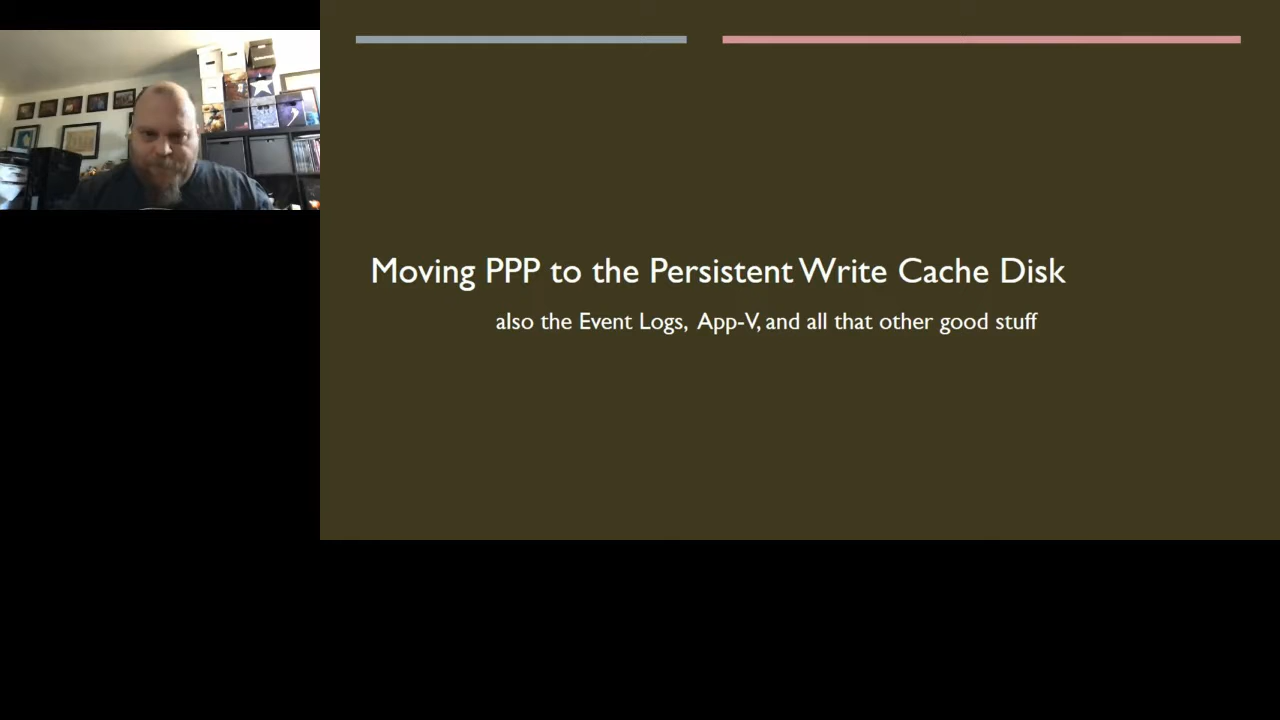 Moving PPP to the Persistent Write Cache Disk
also the Event Logs, App-V, and all that other good stuff